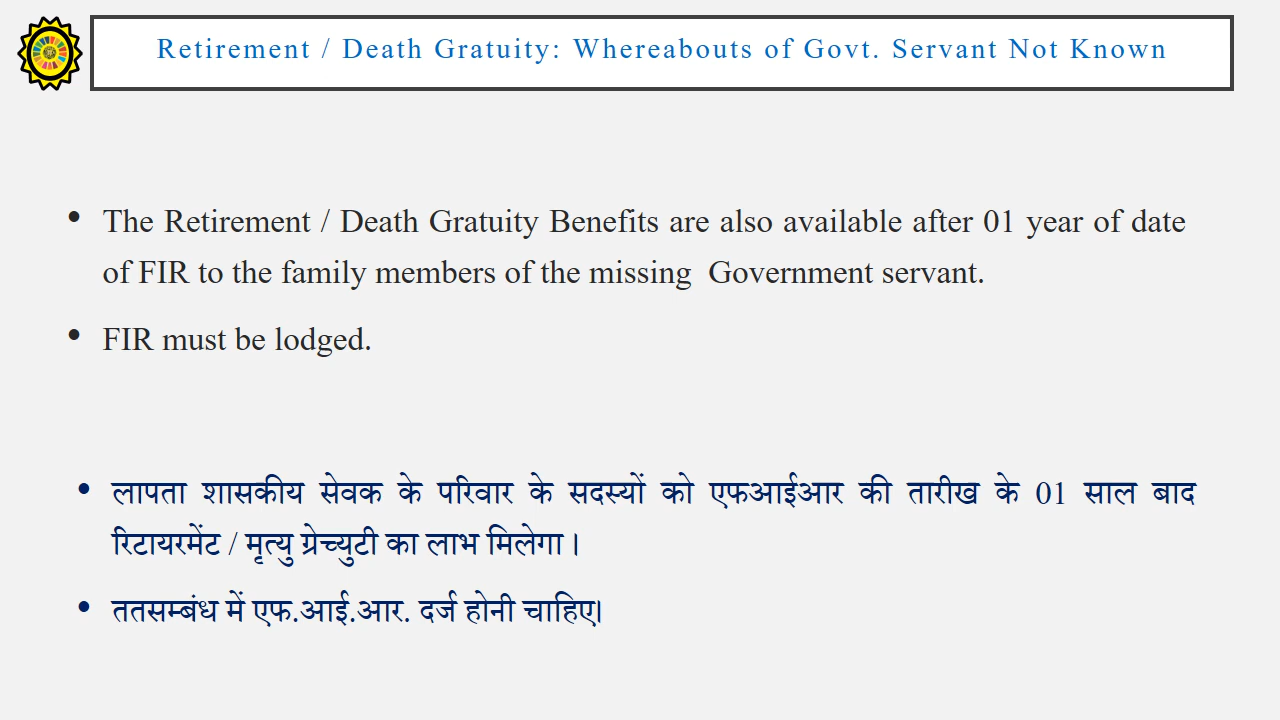 Retirement / Death Gratuity: Whereabouts of Govt. Servant Not Known
• The Retirement / Death Gratuity Benefits are also available after 01 year of date
of FIR to the family members of the missing  Government servant.
• FIR must be lodged.
• लापता शासकीय सेवक के परिवार के सदस्यों को एफआईआर की तारीख के 01 साल बाद
रिटायरमेंट / मृत्यु ग्रेच्युटी का लाभ मिलेगा।
• ततसम्बंध में एफ.आई.आर. दर्ज होनी चाहिए।